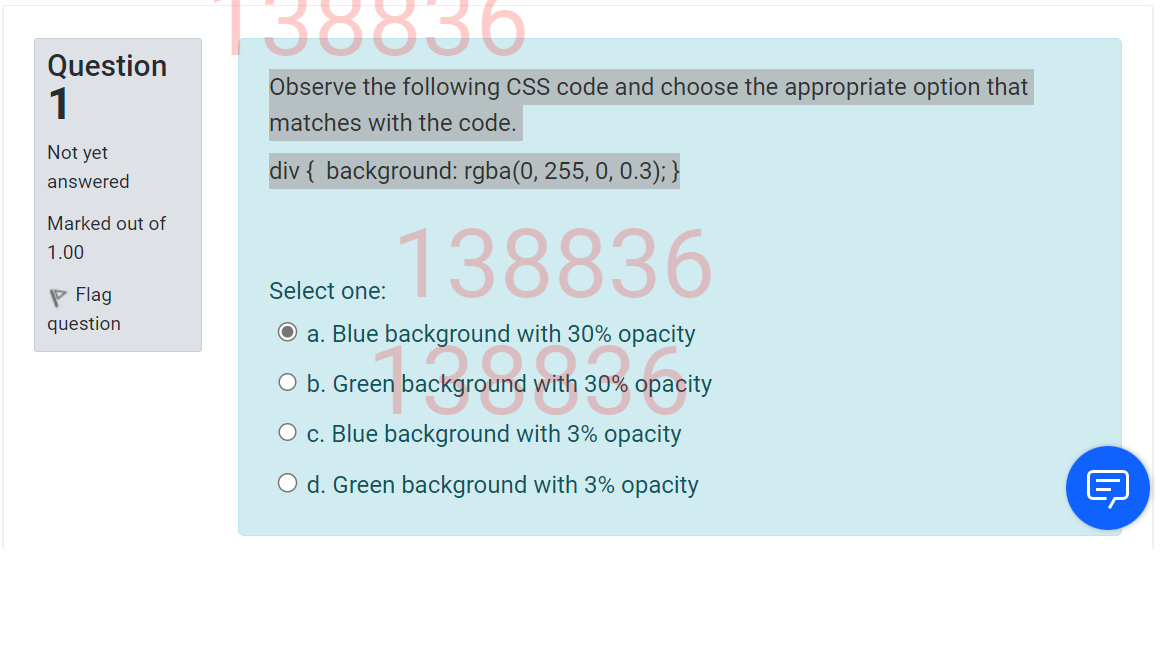 138836
Question
1
Not yet
answered
Marked out of
1.00
Flag
question
Observe the following CSS code and choose the appropriate option that
matches with the code.
div {  background: rgba(0, 255, 0, 0.3); }
138836
Select one:
a. Blue background with 30% opacity
138836
b. Green background with 30% opacity
c. Blue background with 3% opacity
d. Green background with 3% opacity